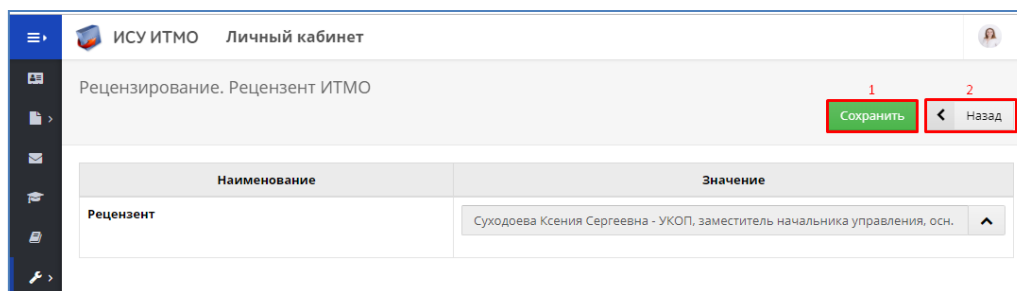 ИСУ ИТМО Личный кабинет
Рецензирование. Рецензент ИТМО
1 2
Сохранить Назад
Наименование Значение
Рецензент Суходоева Ксения Сергеевна - УКОП, заместитель начальника управления, осн.